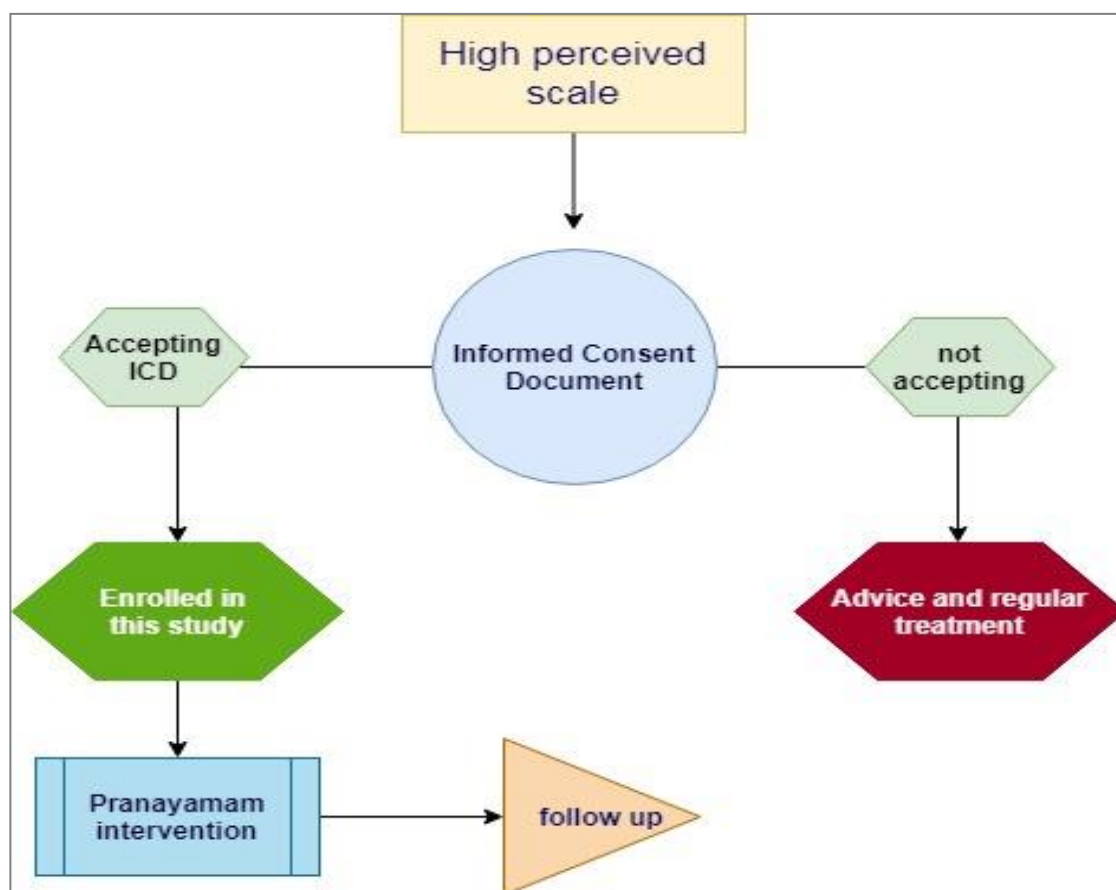 High perceived
scale
Informed Consent
Document
Accepting
ICD
not
accepting
Enrolled in
this study
Advice and regular
treatment
Pranayamam
intervention
follow up